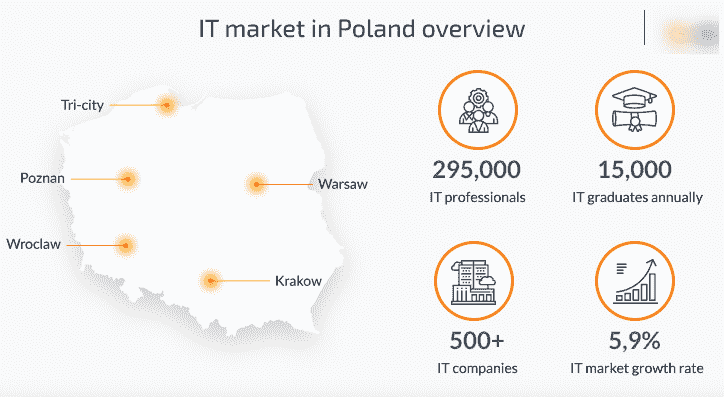 IT market in Poland overview
Tri-city
Poznan
Warsaw
Wroclaw
Krakow
295,000
IT professionals
15,000
IT graduates annually
500+
IT companies
5,9%
IT market growth rate